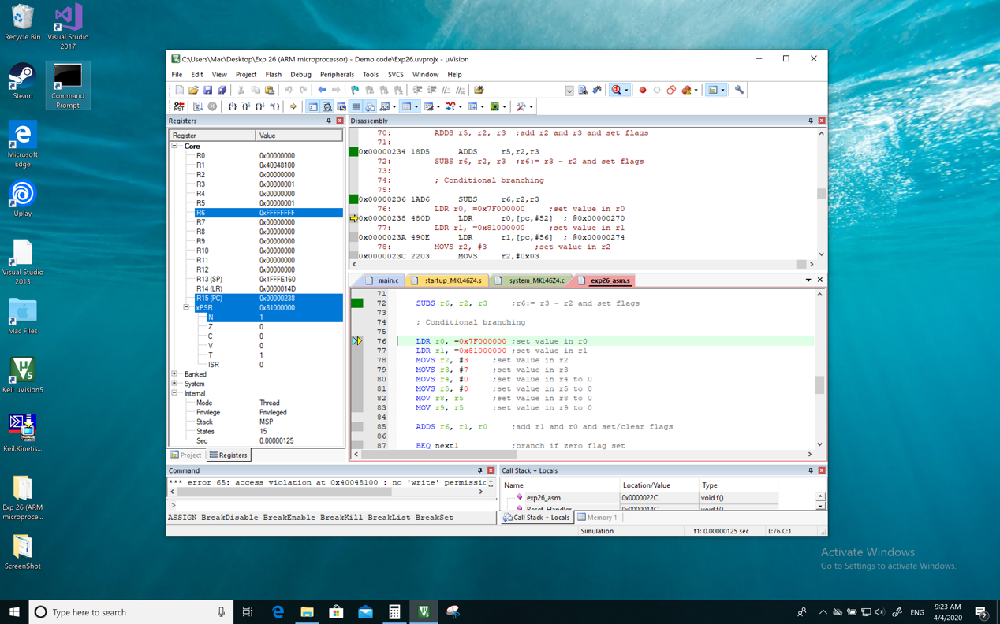 Recycle Bin
Visual Studio
2017
Steam
Command
Prompt
Microsoft
Edge
Uplay
Visual Studio
2013
Mac Files
Keil uVision5
Keil.Kinetis...
Exp 26 (ARM
microproce...
ScreenShot
C:\Users\Mac\Desktop\Exp 26 (ARM microprocessor) - Demo code\Exp26.uvprojx - µVision
File Edit View Project Flash Debug Peripherals Tools SVCS Window Help
RST
Registers
Register Value
Core
R0 0x00000000
R1 0x40048100
R2 0x00000000
R3 0x00000001
R4 0x00000000
R5 0x00000001
R6 0xFFFFFFFF
R7 0x00000000
R8 0x00000000
R9 0x00000000
R10 0x00000000
R11 0x00000000
R12 0x00000000
R13 (SP) 0x1FFFE160
R14 (LR) 0x0000014D
R15 (PC) 0x00000238
xPSR 0x81000000
N 1
Z 0
C 0
V 0
T 1
ISR 0
Banked
System
Internal
Mode Thread
Privilege Privileged
Stack MSP
States 15
Sec 0.00000125
Project Registers
Disassembly
70: ADDS r5, r2, r3 ;add r2 and r3 and set flags
71:
0x00000234 18D5 ADDS r5,r2,r3
72: SUBS r6, r2, r3 ;r6:= r3 - r2 and set flags
73:
74: ; Conditional branching
75:
0x00000236 1AD6 SUBS r6,r2,r3
76: LDR r0, =0x7F000000 ;set value in r0
0x00000238 480D LDR r0,[pc,#52] ; @0x00000270
77: LDR r1, =0x81000000 ;set value in r1
0x0000023A 490E LDR r1,[pc,#56] ; @0x00000274
78: MOVS r2, #3 ;set value in r2
0x0000023C 2203 MOVS r2,#0x03
main.c startup_MKL46Z4.s system_MKL46Z4.c exp26_asm.s
71
72 SUBS r6, r2, r3 ;r6:= r3 - r2 and set flags
73
74 ; Conditional branching
75
76 LDR r0, =0x7F000000 ;set value in r0
77 LDR r1, =0x81000000 ;set value in r1
78 MOVS r2, #3 ;set value in r2
79 MOVS r3, #7 ;set value in r3
80 MOVS r4, #0 ;set value in r4 to 0
81 MOVS r5, #0 ;set value in r5 to 0
82 MOV r8, r5 ;set value in r8 to 0
83 MOV r9, r5 ;set value in r9 to 0
84
85 ADDS r6, r1, r0 ;add r1 and r0 and set/clear flags
86
87 BEQ next1 ;branch if zero flag set
Command
*** error 65: access violation at 0x40048100 : no 'write' permissic
>
ASSIGN BreakDisable BreakEnable BreakKill BreakList BreakSet
Call Stack + Locals
Name Location/Value Type
exp26_asm 0x0000022C void f()
Reset_Handler 0x0000014C void f()
Call Stack + Locals Memory 1
Simulation t1: 0.00000125 sec L:76 C:1
Activate Windows
Go to Settings to activate Windows.
Type here to search
ENG
9:23 AM
4/4/2020
2